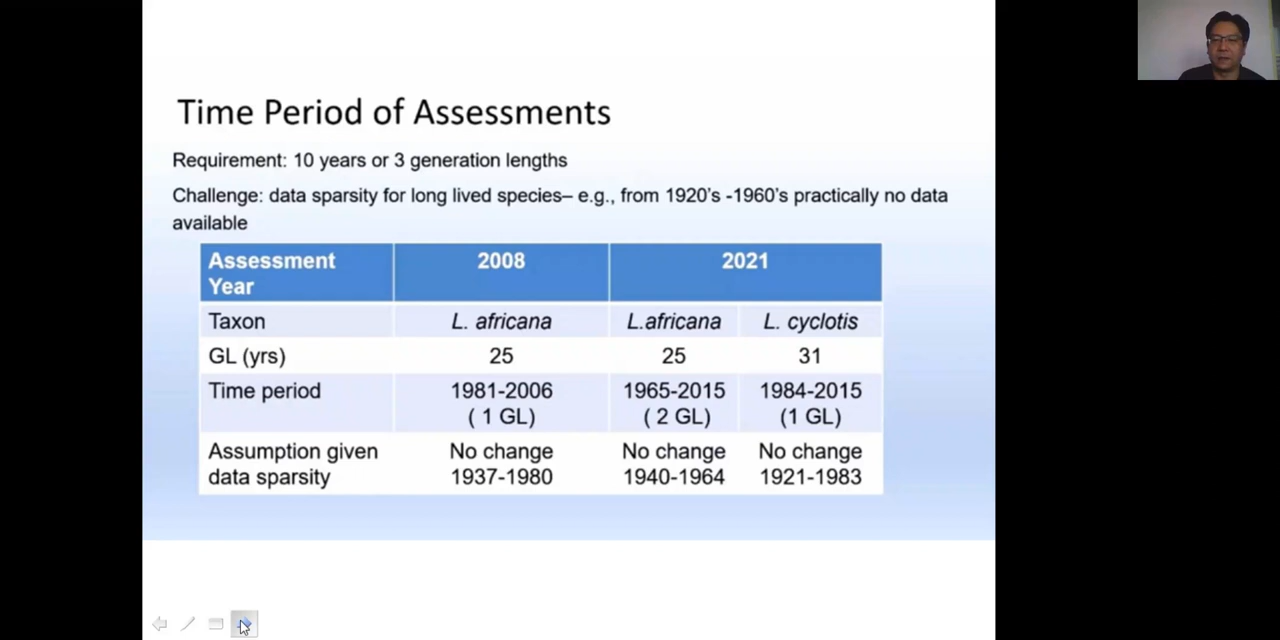 Time Period of Assessments
Requirement: 10 years or 3 generation lengths
Challenge: data sparsity for long lived species– e.g., from 1920's -1960's practically no data
available
Assessment Year 2008 2021
Taxon L. africana L.africana L. cyclotis
GL (yrs) 25 25 31
Time period 1981-2006 1965-2015 1984-2015
( 1 GL) ( 2 GL) (1 GL)
Assumption given No change No change No change
data sparsity 1937-1980 1940-1964 1921-1983